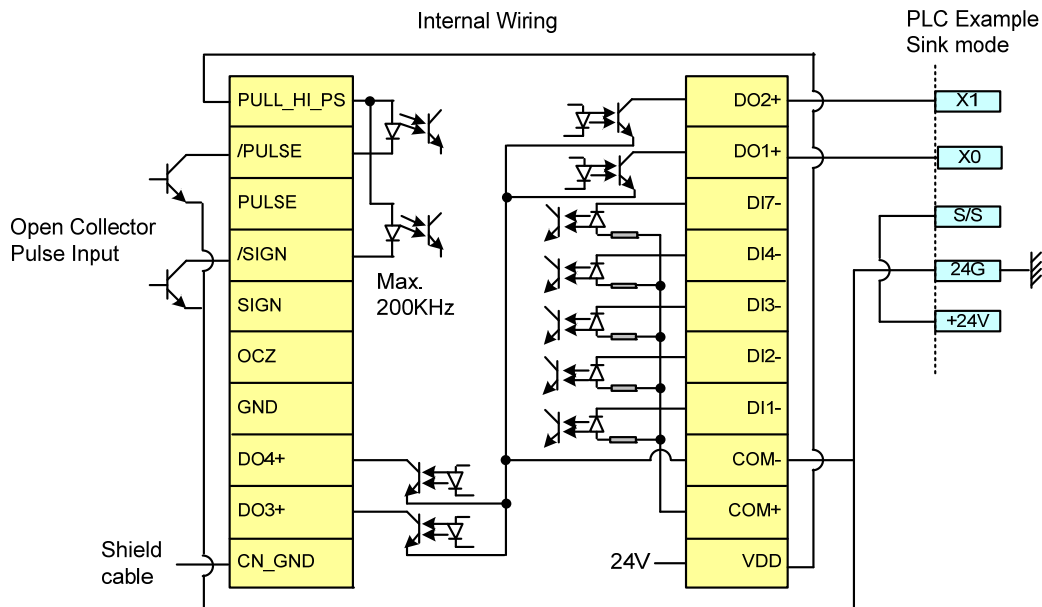 Internal Wiring
PLC Example
Sink mode
PULL_HI_PS
/PULSE
PULSE
/SIGN
SIGN
OCZ
GND
DO4+
DO3+
CN_GND
Open Collector
Pulse Input
Shield
cable
Max.
200KHz
DO2+
DO1+
DI7-
DI4-
DI3-
DI2-
DI1-
COM-
COM+
VDD
24V
X1
X0
S/S
24G
+24V